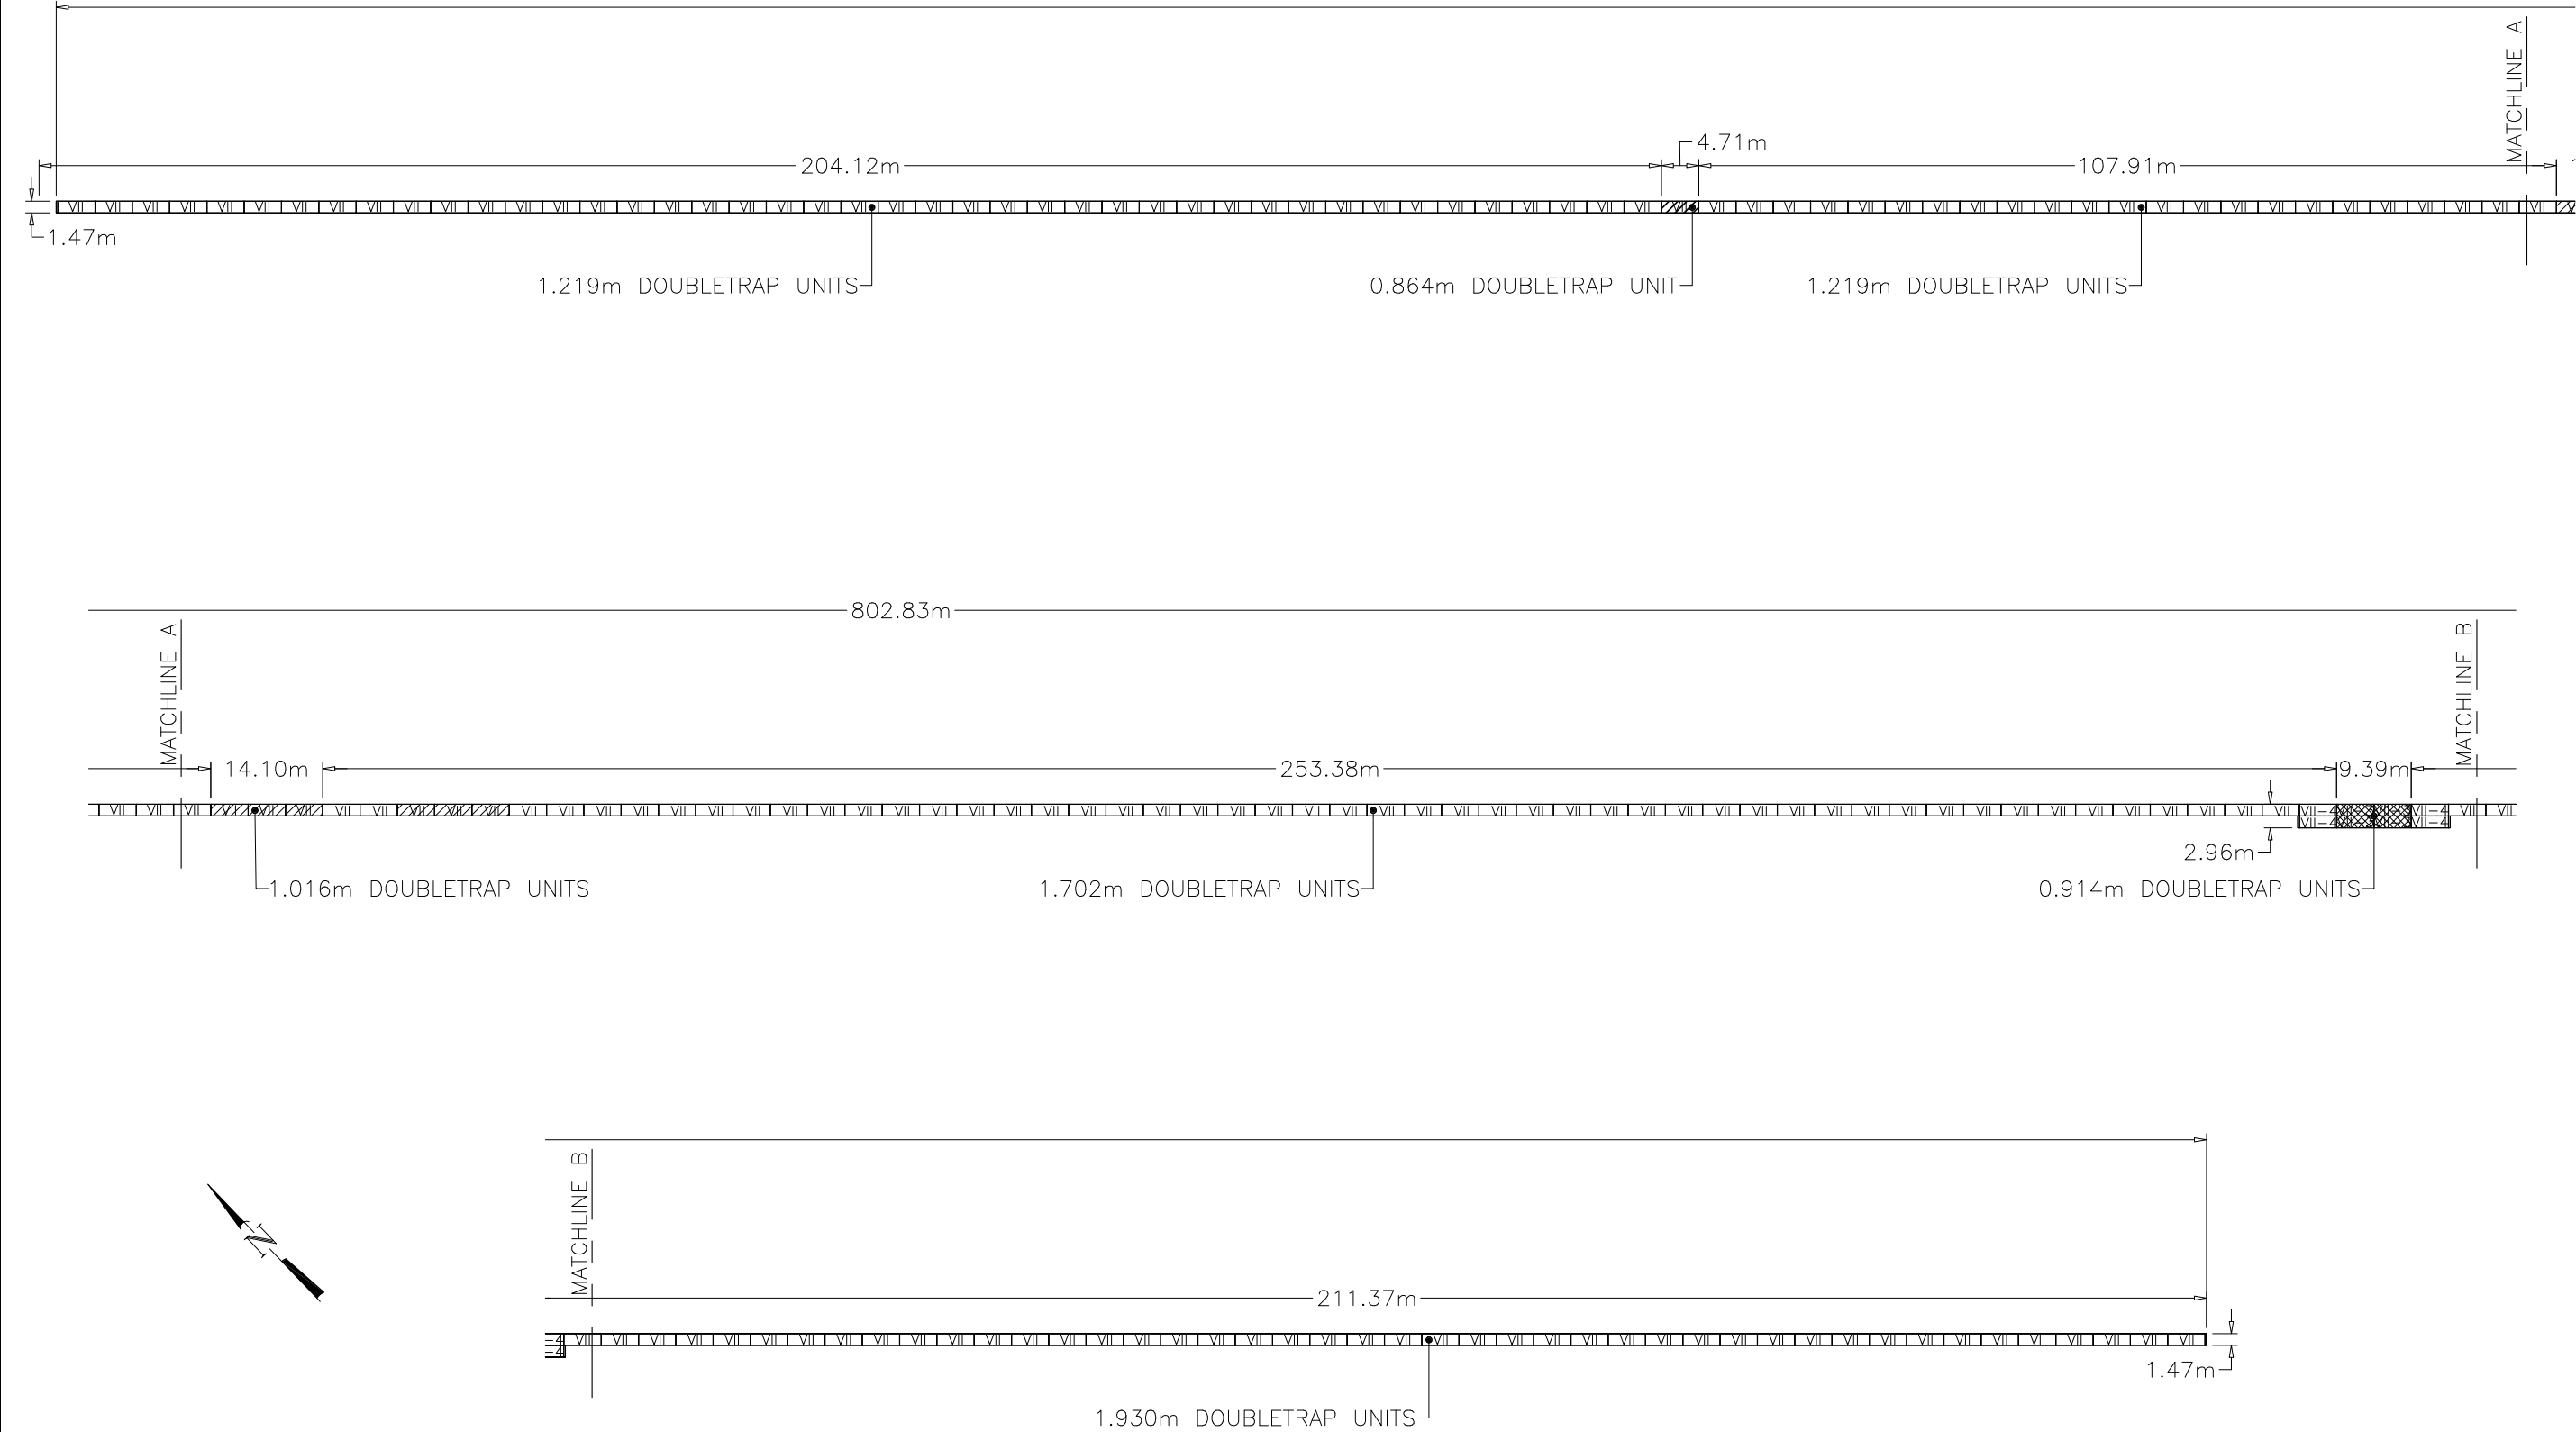 MATCHLINE A
4.71m
204.12m
107.91m
1.47m
1.219m DOUBLETRAP UNITS
0.864m DOUBLETRAP UNIT
1.219m DOUBLETRAP UNITS
802.83m
MATCHLINE A
MATCHLINE B
14.10m
253.38m
9.39m
2.96m
1.016m DOUBLETRAP UNITS
1.702m DOUBLETRAP UNITS
0.914m DOUBLETRAP UNITS
MATCHLINE B
N
211.37m
1.47m
1.930m DOUBLETRAP UNITS